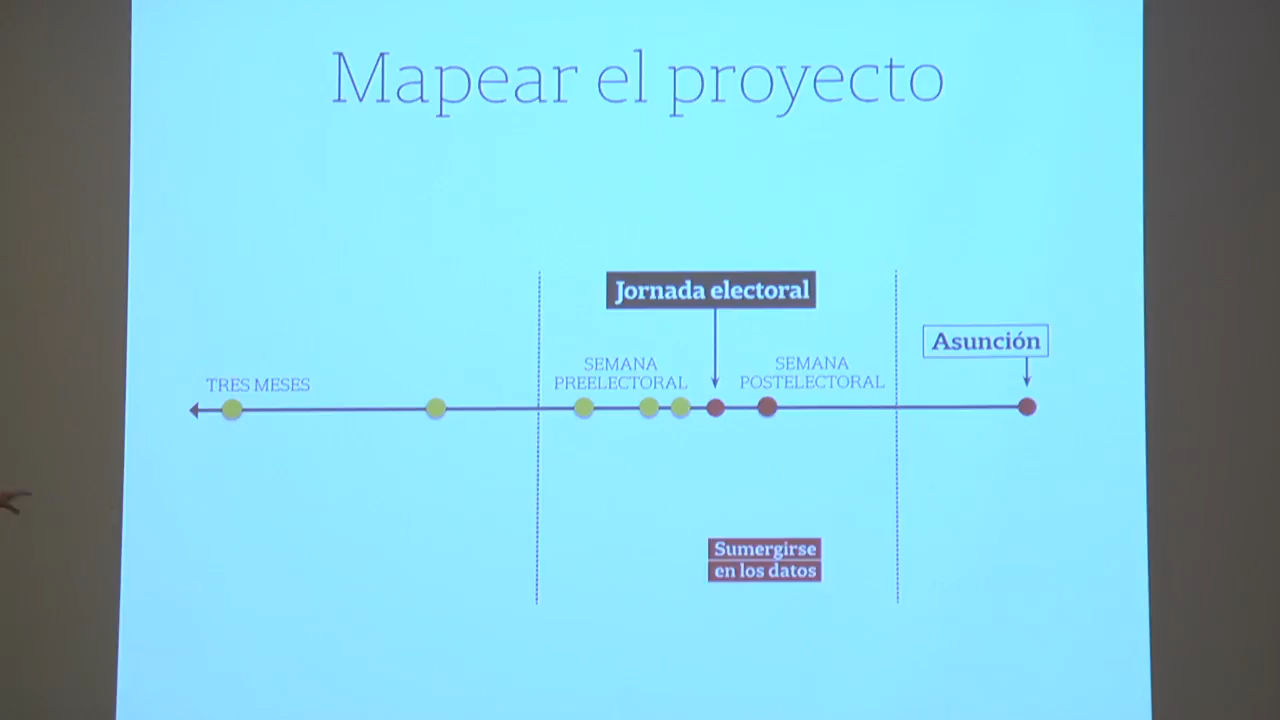 Mapear el proyecto
Jornada electoral
Asunción
TRES MESES
SEMANA
PREELECTORAL
SEMANA
POSTELECTORAL
Sumergirse
en los datos